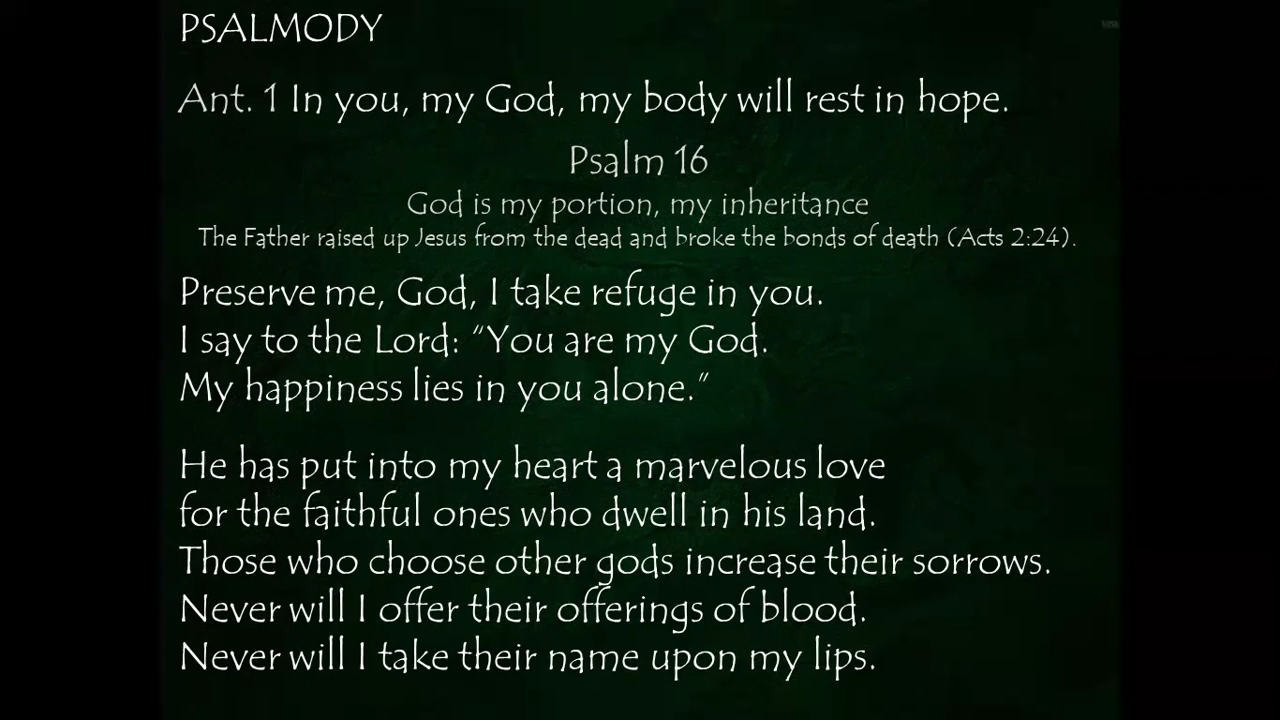 PSALMODY
Ant. 1 In you, my God, my body will rest in hope.
Psalm 16
God is my portion, my inheritance
The Father raised up Jesus from the dead and broke the bonds of death (Acts 2:24).
Preserve me, God, I take refuge in you.
I say to the Lord: “You are my God.
My happiness lies in you alone.”
He has put into my heart a marvelous love
for the faithful ones who dwell in his land.
Those who choose other gods increase their sorrows.
Never will I offer their offerings of blood.
Never will I take their name upon my lips.